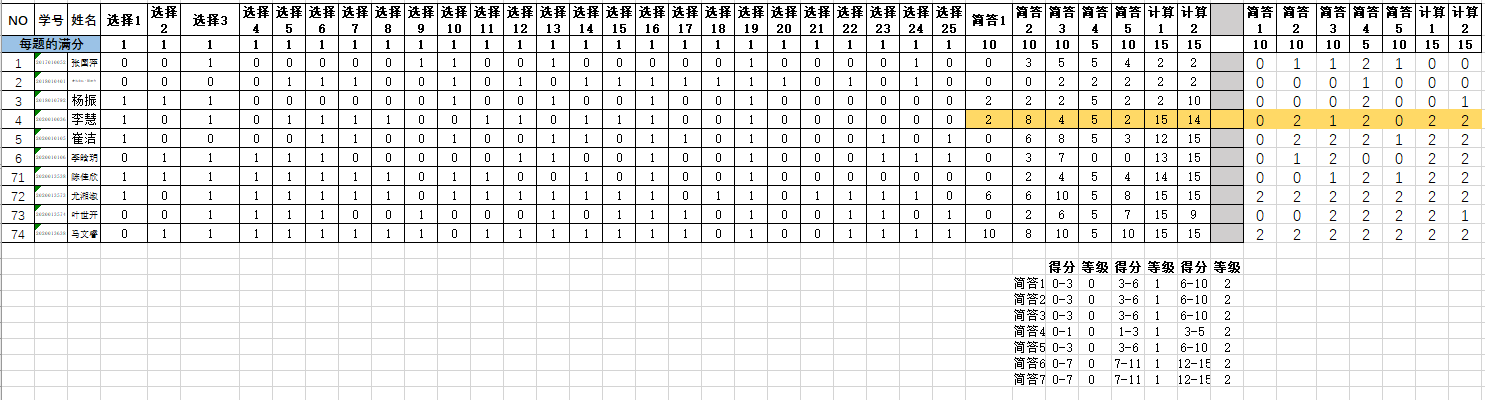 NO 学号 姓名 选择1 选择2 选择3 选择4 选择5 选择6 选择7 选择8 选择9 选择10 选择11 选择12 选择13 选择14 选择15 选择16 选择17 选择18 选择19 选择20 选择21 选择22 选择23 选择24 选择25 简答1 简答2 简答3 简答4 简答5 计算1 计算2 简答1 简答2 简答3 简答4 简答5 计算1 计算2
每题的满分 1 1 1 1 1 1 1 1 1 1 1 1 1 1 1 1 1 1 1 1 1 1 1 1 1 10 10 10 5 10 15 15 10 10 10 5 10 15 15
1 张国萍 0 0 1 0 0 0 0 0 1 1 0 0 0 0 0 0 0 1 0 0 0 0 0 1 0 0 3 5 5 4 2 2 0 1 1 2 1 0 0
2 0 0 0 0 1 1 1 0 1 0 1 0 1 0 1 1 1 1 1 1 0 1 0 0 0 0 0 2 2 2 2 2 0 0 0 1 0 0 0
3 杨振 1 1 1 0 0 0 0 0 0 1 0 0 1 1 0 1 0 0 1 0 0 0 0 0 0 2 2 2 5 2 2 10 0 0 0 2 0 0 1
4 李慧 1 0 1 0 1 1 1 0 1 1 0 1 1 0 1 1 1 0 0 0 0 0 0 0 0 2 8 4 5 2 15 14 0 2 1 2 0 2 2
5 崔洁 1 0 0 0 0 1 1 0 0 1 1 1 0 1 0 1 1 0 0 0 0 0 1 0 1 0 6 8 5 3 12 15 0 2 2 2 1 2 2
6 李晗玥 0 1 1 1 1 1 0 0 0 0 0 1 1 0 0 1 0 0 1 0 0 0 1 1 1 0 3 7 0 0 13 15 0 1 2 0 0 2 2
71 陈佳欣 1 1 1 1 1 1 1 1 0 1 1 0 0 1 0 1 0 0 1 0 0 0 1 1 1 0 2 4 5 4 14 15 0 0 1 2 1 2 2
72 尤湘淑 1 0 1 1 1 1 1 1 0 1 1 1 1 1 1 1 0 1 0 0 1 1 1 1 0 6 6 10 5 8 15 15 2 2 2 2 2 2 2
73 叶世开 0 0 1 1 1 1 0 0 1 0 0 0 1 0 1 1 1 0 1 0 0 1 1 0 1 0 2 6 5 7 15 9 0 0 2 2 2 2 1
74 马文睿 0 1 1 1 1 1 1 1 1 0 1 1 1 1 1 1 1 0 1 0 0 1 1 1 1 10 8 10 5 10 15 15 2 2 2 2 2 2 2
得分 等级 得分 等级 得分 等级
简答1 0-3 0 3-6 1 6-10 2
简答2 0-3 0 3-6 1 6-10 2
简答3 0-3 0 3-6 1 6-10 2
简答4 0-1 0 1-3 1 3-5 2
简答5 0-3 0 3-6 1 6-10 2
简答6 0-7 0 7-11 1 12-15 2
简答7 0-7 0 7-11 1 12-15 2